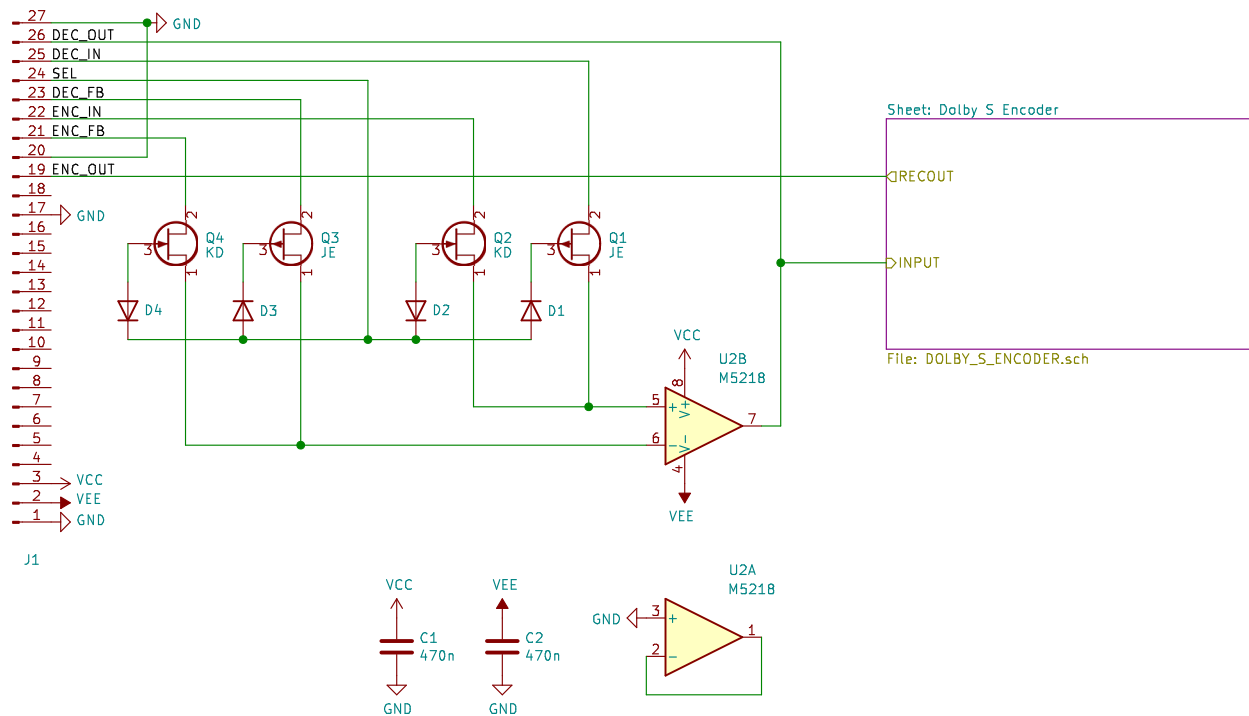 27
GND
26 DEC_OUT
25 DEC_IN
24 SEL
23 DEC_FB
22 ENC_IN
21 ENC_FB
20
19 ENC_OUT
18
17
GND
16
15
14
13
12
11
10
9
8
7
6
5
4
3
VCC
2
VEE
1
GND
J1
2
3
1
Q4
KD
2
3
1
Q3
JE
2
3
1
Q2
KD
2
3
1
Q1
JE
D4
D3
D2
D1
Sheet: Dolby S Encoder
RECOUT
INPUT
File: DOLBY_S_ENCODER.sch
VCC
U2B
M5218
8
V+
5
+
7
6
-
V-
4
VEE
VCC
C1
470n
GND
VEE
C2
470n
GND
U2A
M5218
GND
3
+
1
2
-